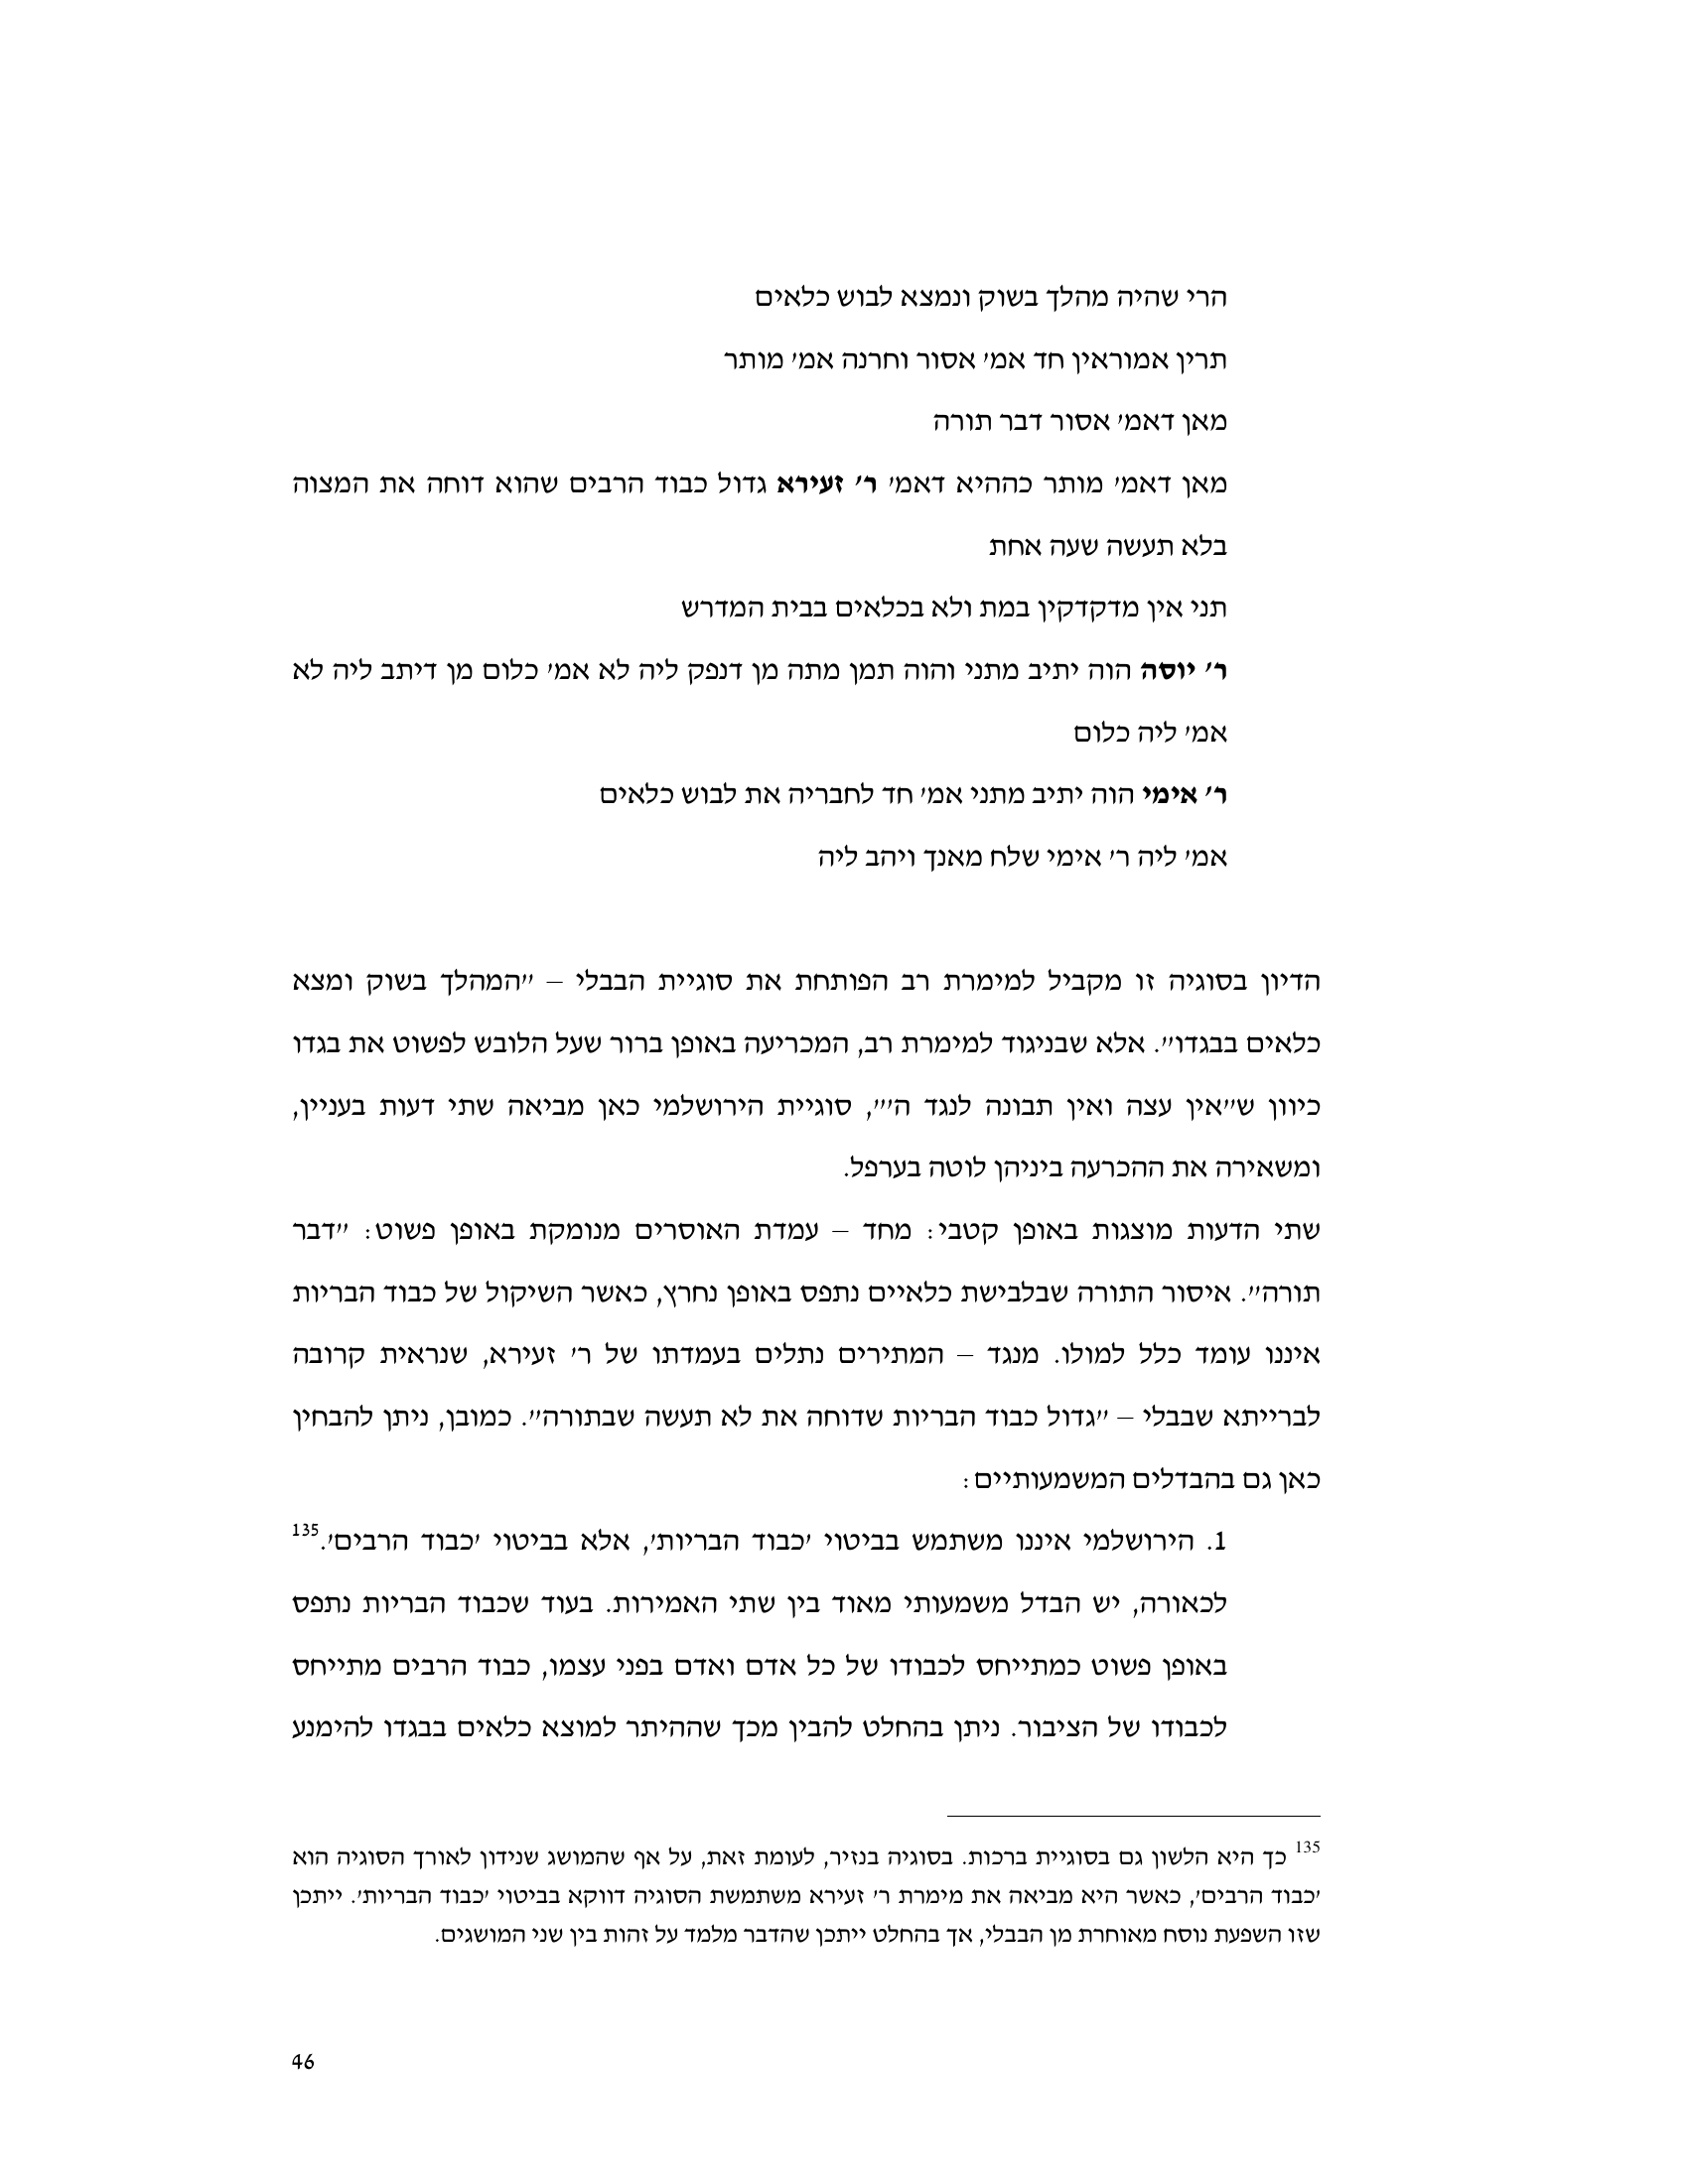 הרי שהיה מהלך בשוק ונמצא לבוש כלאים
תרין אמוראין חד אמ׳ אסור וחרנה אמ׳ מותר
מאן דאמ׳ אסור דבר תורה
מאן דאמ׳ מותר כההיא דאמ׳ ר׳ זעירא גדול כבוד הרבים שהוא דוחה את המצוה
בלא תעשה שעה אחת
תני אין מדקדקין במת ולא בכלאים בבית המדרש
ר׳ יוסה הוה יתיב מתני והוה תמן מתה מן דנפק ליה לא אמ׳ כלום מן דיתב ליה לא
אמ׳ ליה כלום
ר׳ אימי הוה יתיב מתני אמ׳ חד לחבריה את לבוש כלאים
אמ׳ ליה ר׳ אימי שלח מאנך ויהב ליה
הדיון בסוגיה זו מקביל למימרת רב הפותחת את סוגיית הבבלי – ״המהלך בשוק ומצא
כלאים בבגדו״. אלא שבניגוד למימרת רב, המכריעה באופן ברור שעל הלובש לפשוט את בגדו
כיוון ש״אין עצה ואין תבונה לנגד ה׳״, סוגיית הירושלמי כאן מביאה שתי דעות בעניין,
ומשאירה את ההכרעה ביניהן לוטה בערפל.
שתי הדעות מוצגות באופן קטבי: מחד – עמדת האוסרים מנומקת באופן פשוט: ״דבר
תורה״. איסור התורה שבלבישת כלאיים נתפס באופן נחרץ, כאשר השיקול של כבוד הבריות
איננו עומד כלל למולו. מנגד – המתירים נתלים בעמדתו של ר׳ זעירא, שנראית קרובה
לברייתא שבבלי – ״גדול כבוד הבריות שדוחה את לא תעשה שבתורה״. כמובן, ניתן להבחין
כאן גם בהבדלים המשמעותיים:
1. הירושלמי איננו משתמש בביטוי ׳כבוד הבריות׳, אלא בביטוי ׳כבוד הרבים׳.135
לכאורה, יש הבדל משמעותי מאוד בין שתי האמירות. בעוד שכבוד הבריות נתפס
באופן פשוט כמתייחס לכבודו של כל אדם ואדם בפני עצמו, כבוד הרבים מתייחס
לכבודו של הציבור. ניתן בהחלט להבין מכך שההיתר למוצא כלאים בבגדו להימנע
135 כך היא הלשון גם בסוגיית ברכות. בסוגיה בנזיר, לעומת זאת, על אף שהמושג שנידון לאורך הסוגיה הוא
׳כבוד הרבים׳, כאשר היא מביאה את מימרת ר׳ זעירא משתמשת הסוגיה דווקא בביטוי ׳כבוד הבריות׳. ייתכן
שזו השפעת נוסח מאוחרת מן הבבלי, אך בהחלט ייתכן שהדבר מלמד על זהות בין שני המושגים.
46